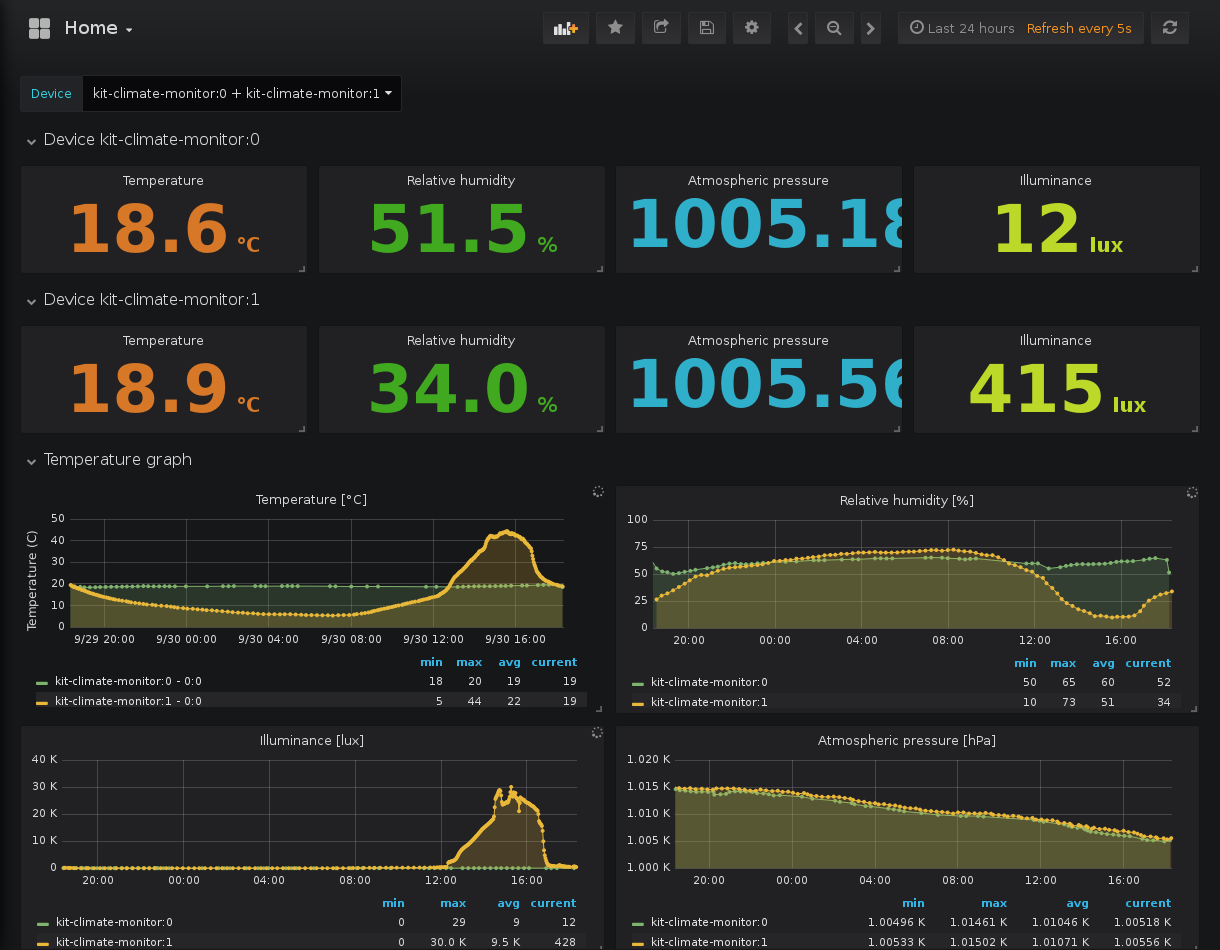 Home
Last 24 hours Refresh every 5s
Device kit-climate-monitor:0 + kit-climate-monitor:1
Device kit-climate-monitor:0
Temperature Relative humidity Atmospheric pressure Illuminance
18.6 °C 51.5 % 1005.18 12 lux
Device kit-climate-monitor:1
Temperature Relative humidity Atmospheric pressure Illuminance
18.9 °C 34.0 % 1005.56 415 lux
Temperature graph
Temperature [°C]
Temperature (C)
50
40
30
20
10
0
9/29 20:00 9/30 00:00 9/30 04:00 9/30 08:00 9/30 12:00 9/30 16:00
min max avg current
kit-climate-monitor:0 - 0:0 18 20 19 19
kit-climate-monitor:1 - 0:0 5 44 22 19
Relative humidity [%]
100
75
50
25
0
20:00 00:00 04:00 08:00 12:00 16:00
min max avg current
kit-climate-monitor:0 50 65 60 52
kit-climate-monitor:1 10 73 51 34
Illuminance [lux]
40 K
30 K
20 K
10 K
0
20:00 00:00 04:00 08:00 12:00 16:00
min max avg current
kit-climate-monitor:0 0 29 9 12
kit-climate-monitor:1 0 30.0 K 9.5 K 428
Atmospheric pressure [hPa]
1.020 K
1.015 K
1.010 K
1.005 K
1.000 K
20:00 00:00 04:00 08:00 12:00 16:00
min max avg current
kit-climate-monitor:0 1.00496 K 1.01461 K 1.01046 K 1.00518 K
kit-climate-monitor:1 1.00533 K 1.01502 K 1.01071 K 1.00556 K